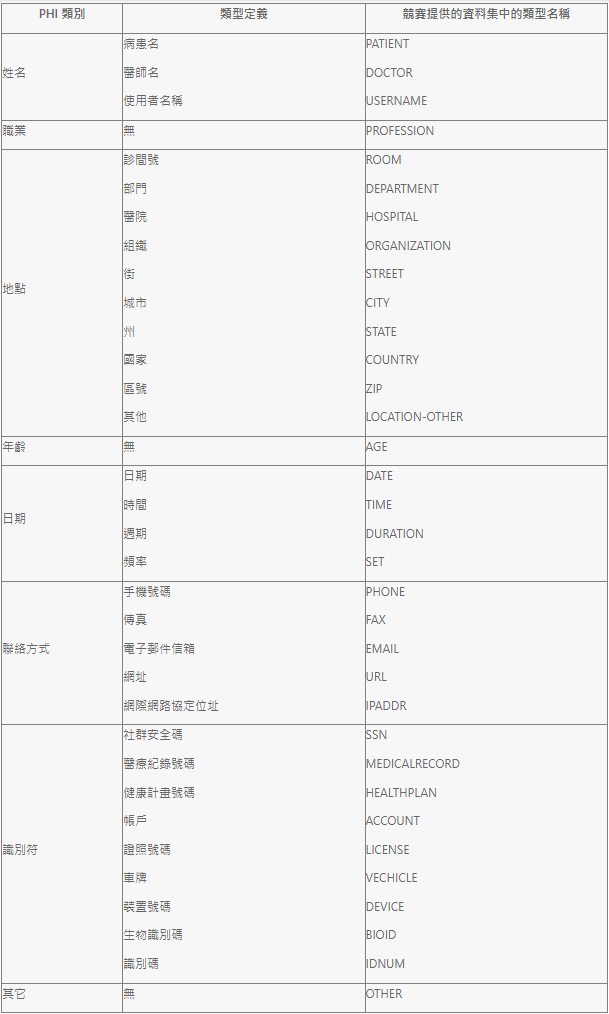 PHI 類別 類型定義 競賽提供的資料集中的類型名稱
姓名 病患名 PATIENT
醫師名 DOCTOR
使用者名稱 USERNAME
職業 無 PROFESSION
地點 診間號 ROOM
部門 DEPARTMENT
醫院 HOSPITAL
組織 ORGANIZATION
街 STREET
城市 CITY
州 STATE
國家 COUNTRY
區號 ZIP
其他 LOCATION-OTHER
年齡 無 AGE
日期 日期 DATE
時間 TIME
週期 DURATION
頻率 SET
聯絡方式 手機號碼 PHONE
傳真 FAX
電子郵件信箱 EMAIL
網址 URL
網際網路協定位址 IPADDR
識別符 社群安全碼 SSN
醫療紀錄號碼 MEDICALRECORD
健康計畫號碼 HEALTHPLAN
帳戶 ACCOUNT
證照號碼 LICENSE
車牌 VECHICLE
裝置號碼 DEVICE
生物識別碼 BIOID
識別碼 IDNUM
其它 無 OTHER